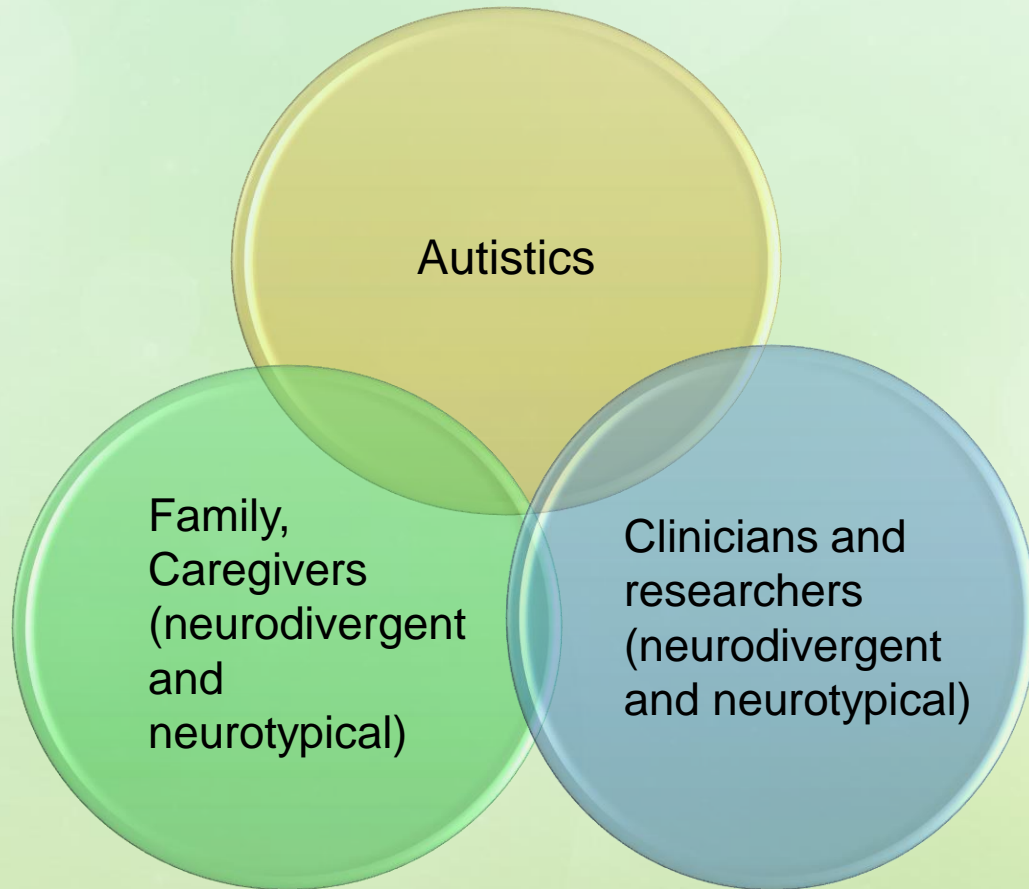 Autistics
Family,
Caregivers
(neurodivergent
and
neurotypical)
Clinicians and
researchers
(neurodivergent
and neurotypical)